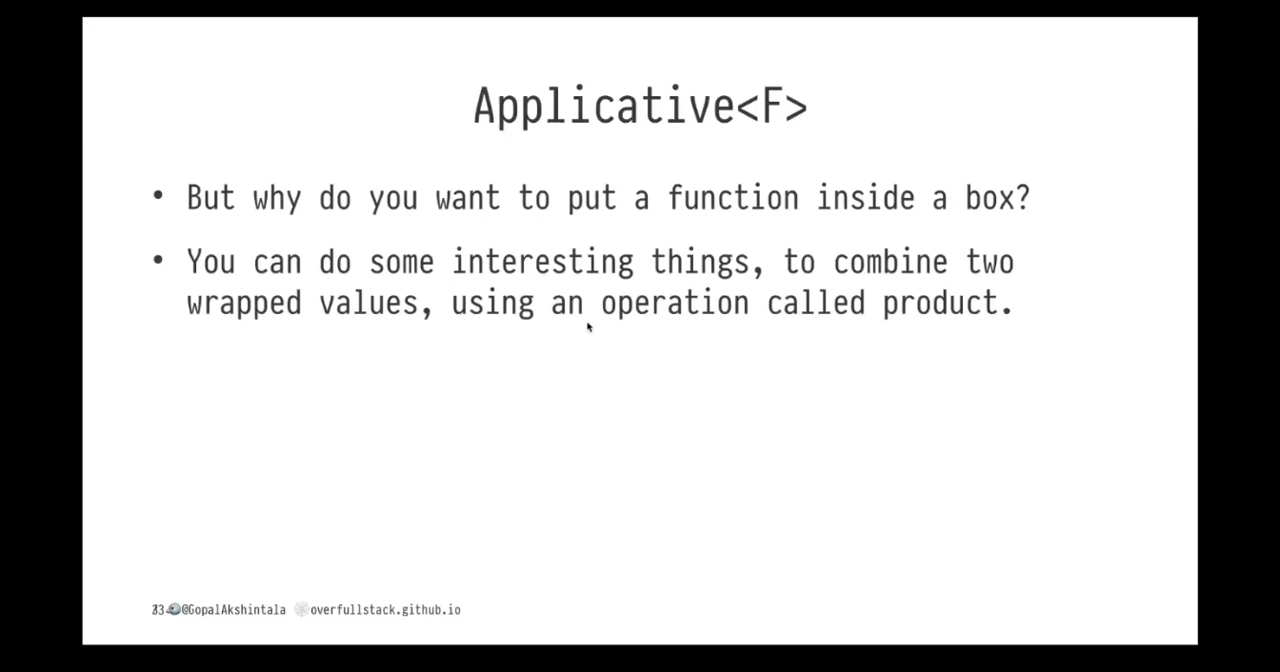 Applicative<F>
• But why do you want to put a function inside a box?
• You can do some interesting things, to combine two
wrapped values, using an operation called product.
@GopalAkshintala overfullstack.github.io